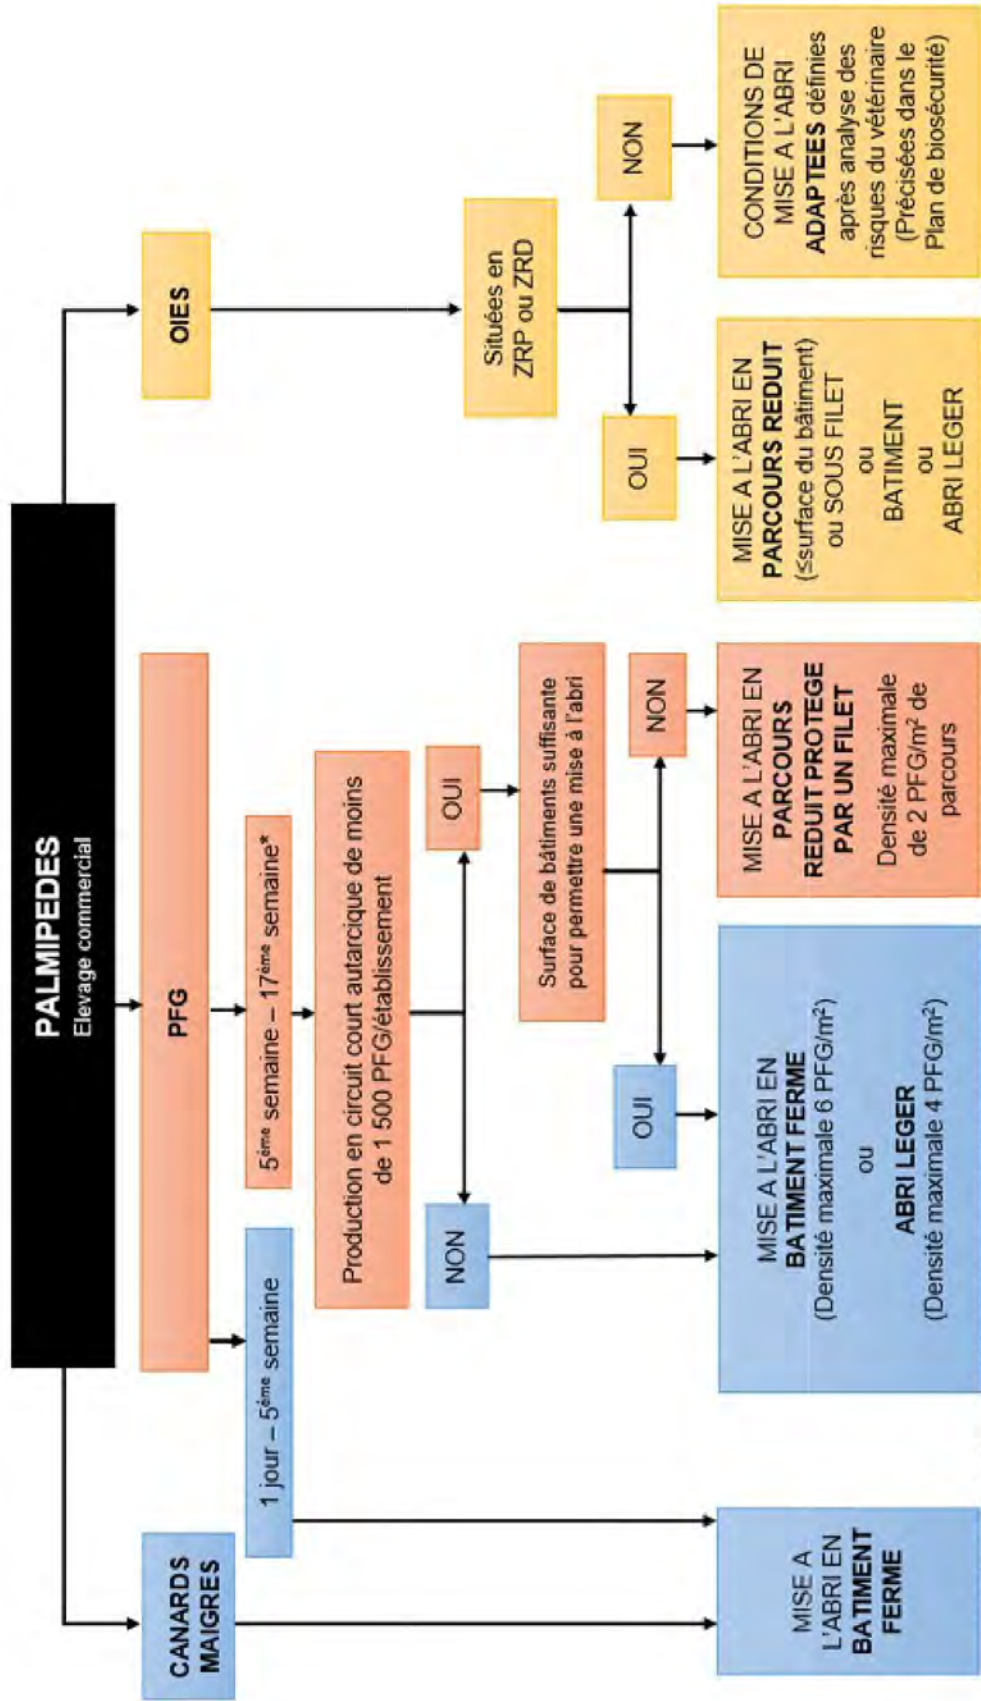 PALMIPEDES
Elevage commercial
CANARDS
MAIGRES
PFG
OIES
1 jour – 5ème semaine
5ème semaine – 17ème semaine*
Production en circuit court autarcique de moins
de 1 500 PFG/établissement
Situées en
ZRP ou ZRD
NON
OUI
Surface de bâtiments suffisante
pour permettre une mise à l'abri
OUI
NON
OUI
NON
MISE A
L'ABRI EN
BATIMENT
FERME
MISE A L'ABRI EN
BATIMENT FERME
(Densité maximale 6 PFG/m²)
ou
ABRI LEGER
(Densité maximale 4 PFG/m²)
MISE A L'ABRI EN
PARCOURS
REDUIT PROTEGE
PAR UN FILET
Densité maximale
de 2 PFG/m² de
parcours
MISE A L'ABRI EN
PARCOURS REDUIT
(≤surface du bâtiment)
ou SOUS FILET
ou
BATIMENT
ou
ABRI LEGER
CONDITIONS DE
MISE A L'ABRI
ADAPTEES définies
après analyse des
risques du vétérinaire
(Précisées dans le
Plan de biosécurité)